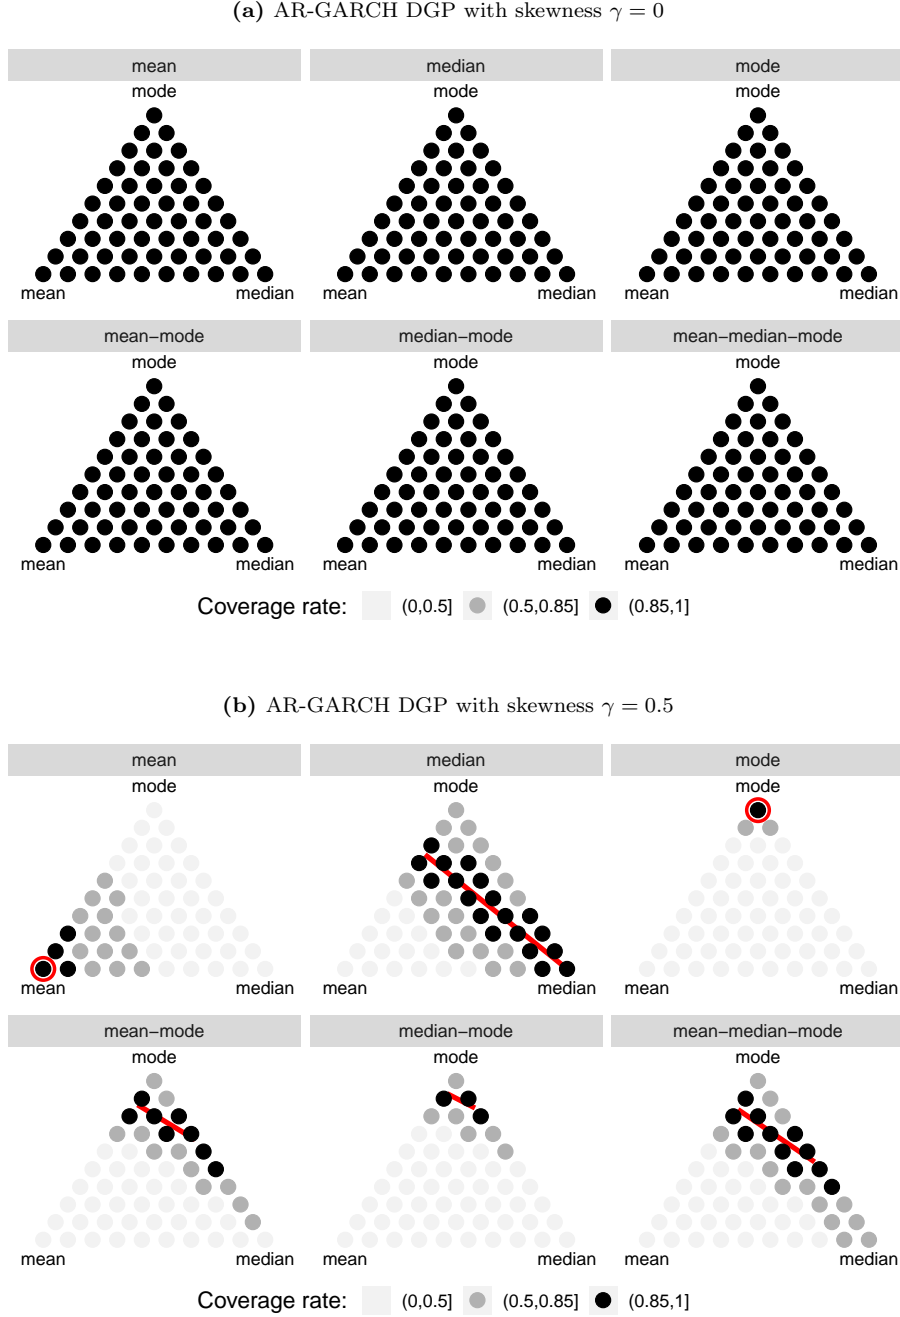 (a) AR-GARCH DGP with skewness γ = 0
mean median mode
mode mode mode
mean median mean median mean median
mean−mode median−mode mean−median−mode
mode mode mode
mean median mean median mean median
Coverage rate: (0,0.5] (0.5,0.85] (0.85,1]
(b) AR-GARCH DGP with skewness γ = 0.5
mean median mode
mode mode mode
mean median mean median mean median
mean−mode median−mode mean−median−mode
mode mode mode
mean median mean median mean median
Coverage rate: (0,0.5] (0.5,0.85] (0.85,1]